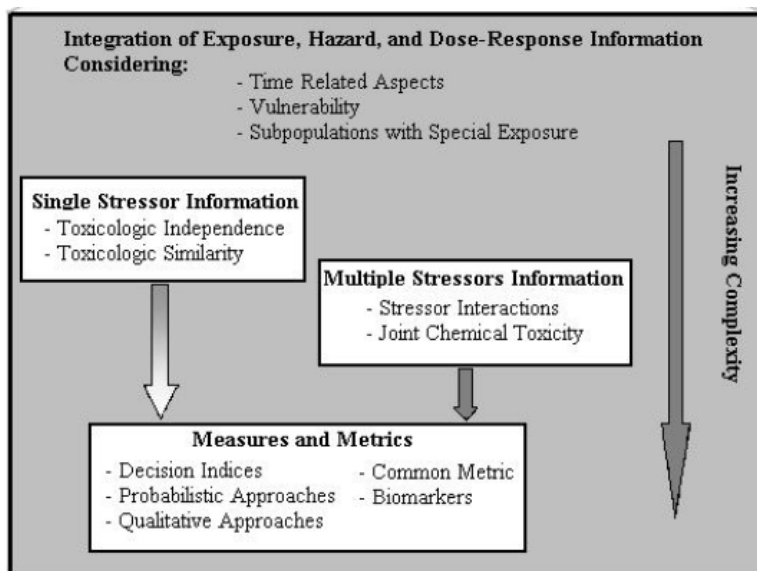 Integration of Exposure, Hazard, and Dose-Response Information
Considering:
- Time Related Aspects
- Vulnerability
- Subpopulations with Special Exposure
Single Stressor Information
- Toxicologic Independence
- Toxicologic Similarity
Multiple Stressors Information
- Stressor Interactions
- Joint Chemical Toxicity
Increasing Complexity
Measures and Metrics
- Decision Indices
- Probabilistic Approaches
- Qualitative Approaches
- Common Metric
- Biomarkers